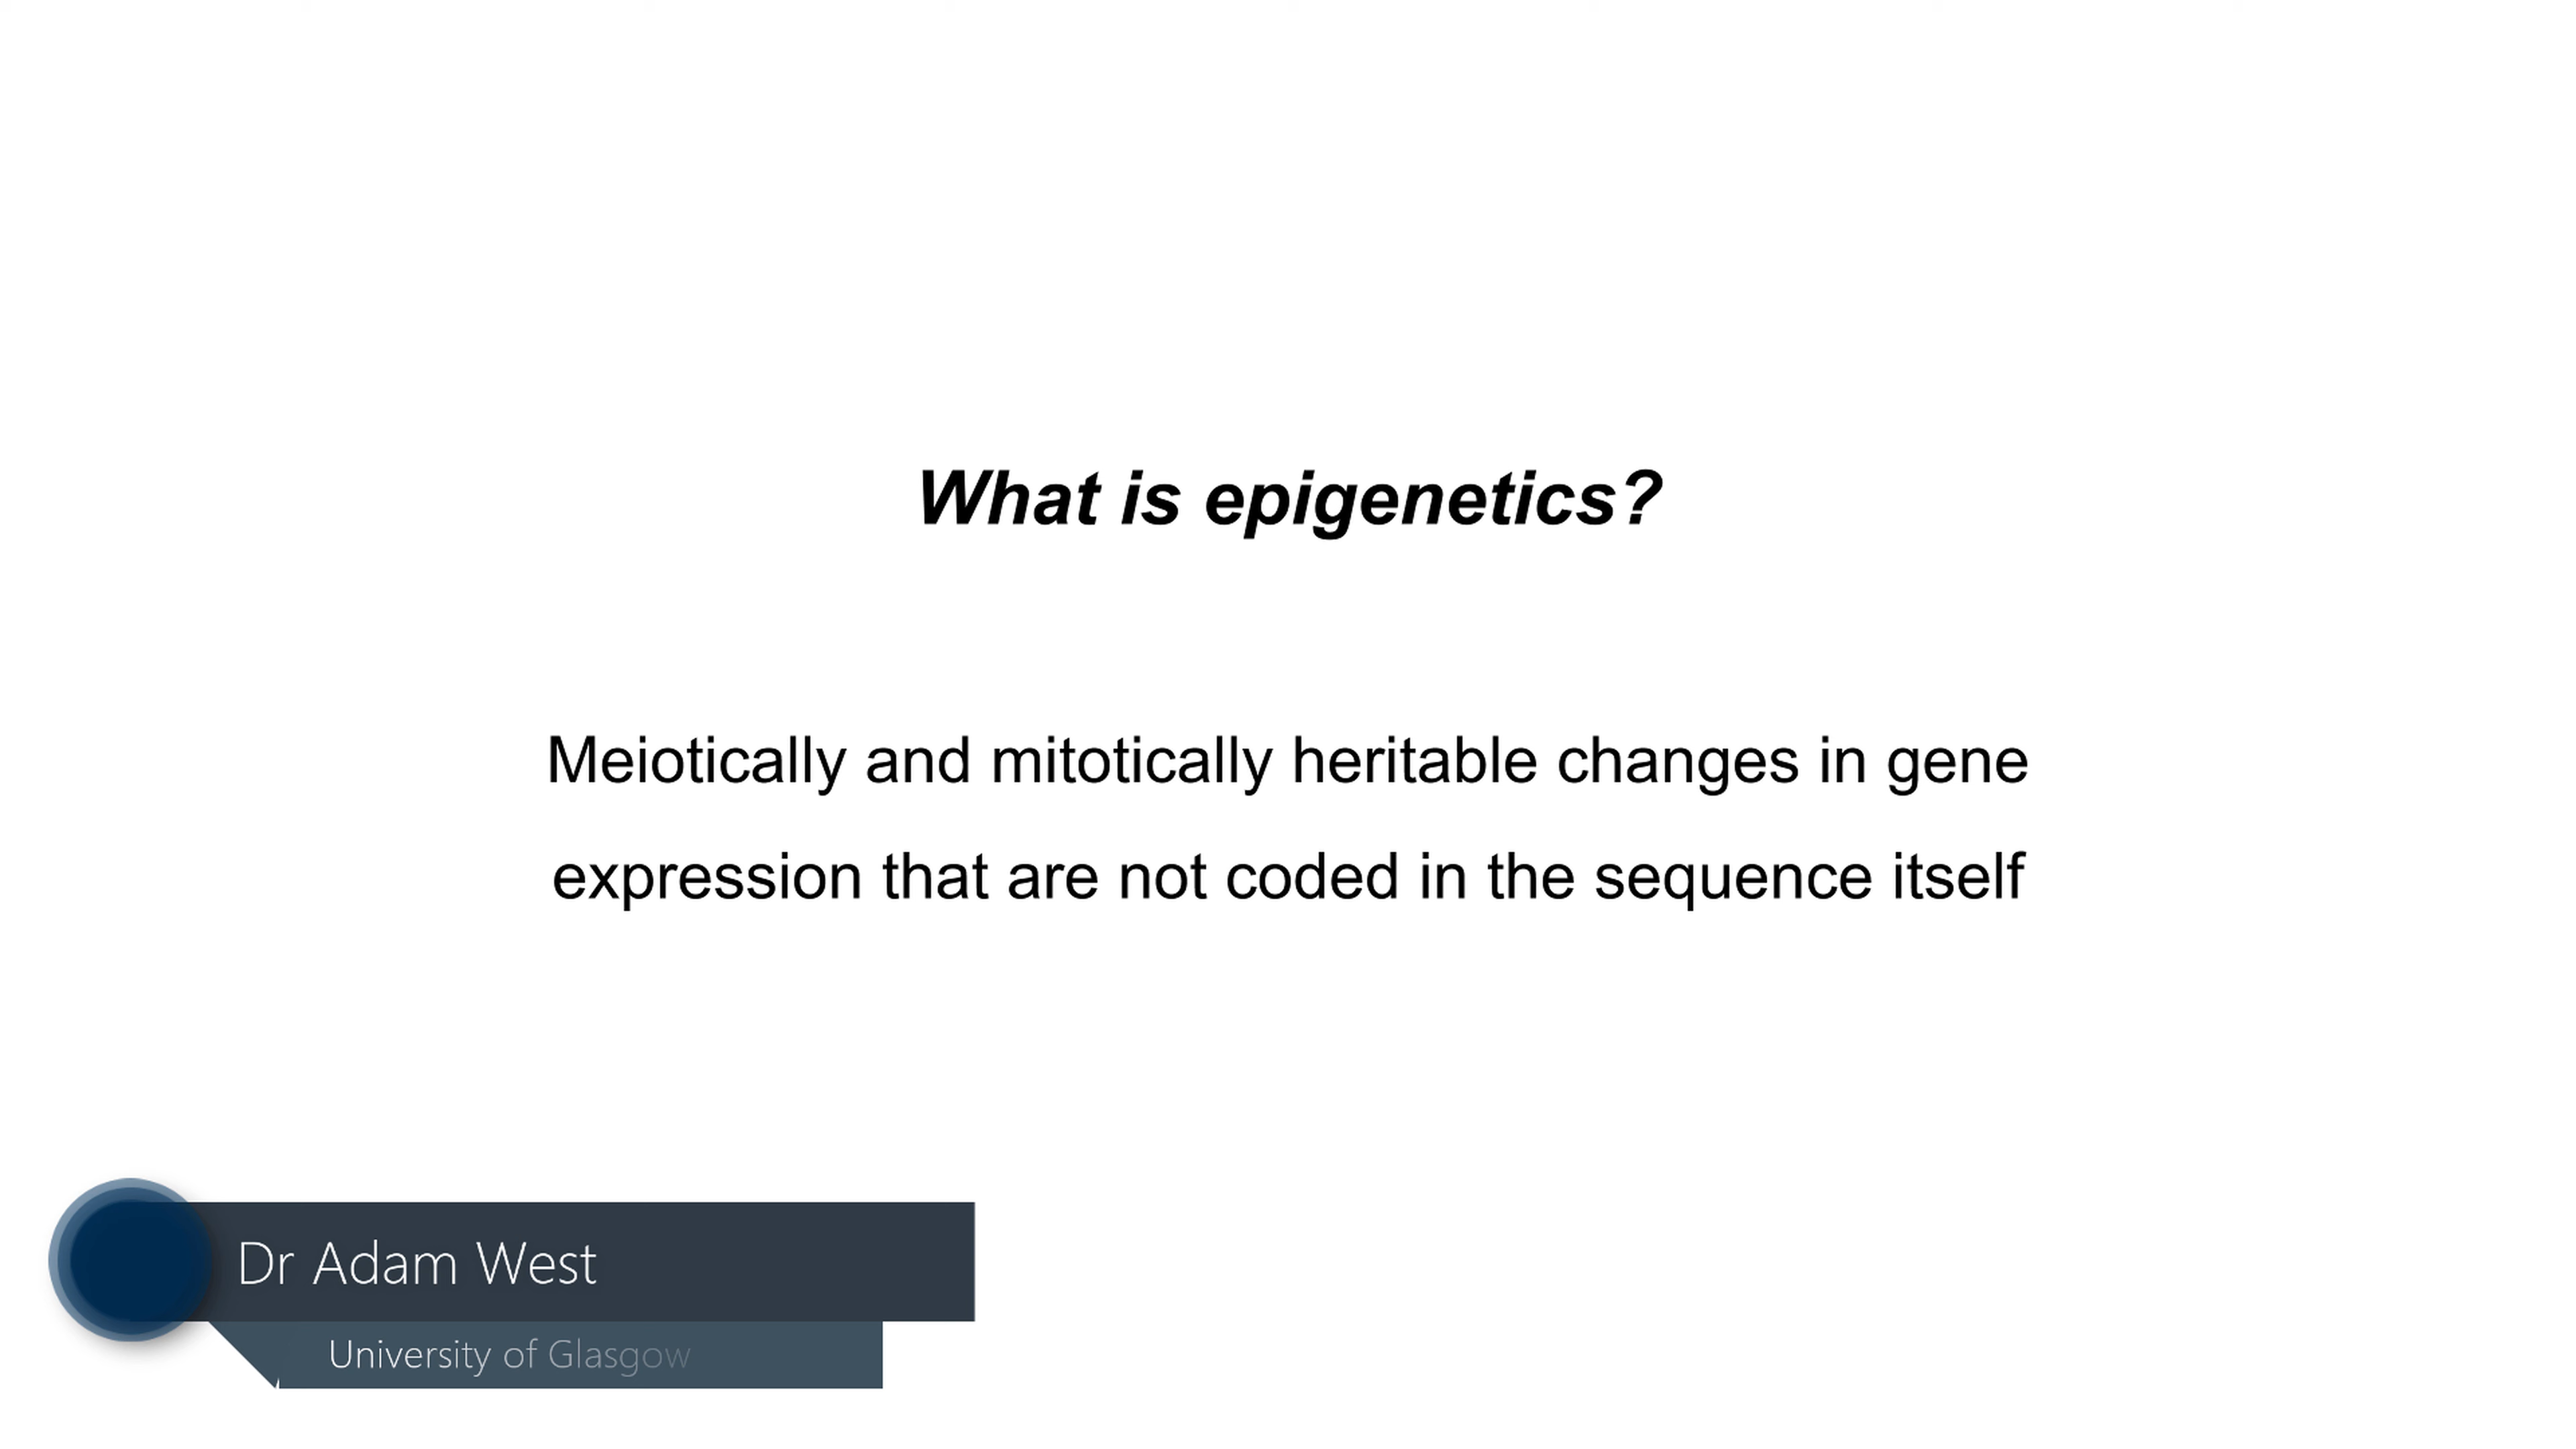 What is epigenetics?
Meiotically and mitotically heritable changes in gene
expression that are not coded in the sequence itself
Dr Adam West
University of Glasgow